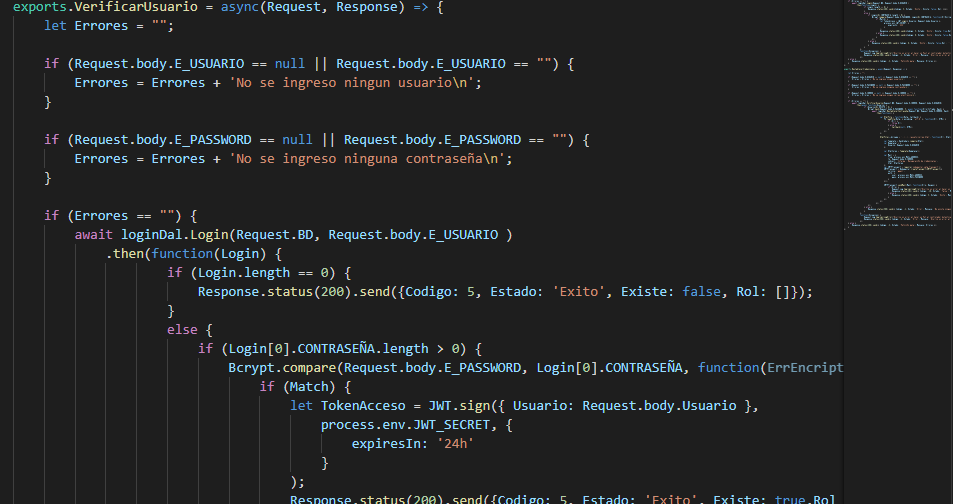 exports.VerificarUsuario = async(Request, Response) => {
let Errores = "";
if (Request.body.E_USUARIO == null || Request.body.E_USUARIO == "") {
Errores = Errores + 'No se ingreso ningun usuario\n';
}
if (Request.body.E_PASSWORD == null || Request.body.E_PASSWORD == "") {
Errores = Errores + 'No se ingreso ninguna contraseña\n';
}
if (Errores == "") {
await loginDal.Login(Request.BD, Request.body.E_USUARIO )
.then(function(Login) {
if (Login.length == 0) {
Response.status(200).send({Codigo: 5, Estado: 'Exito', Existe: false, Rol: []});
}
else {
if (Login[0].CONTRASEÑA.length > 0) {
Bcrypt.compare(Request.body.E_PASSWORD, Login[0].CONTRASEÑA, function(ErrEncript
if (Match) {
let TokenAcceso = JWT.sign({ Usuario: Request.body.Usuario },
process.env.JWT_SECRET, {
expiresIn: '24h'
}
);
Response.status(200).send({Codigo: 5, Estado: 'Exito', Existe: true,Rol